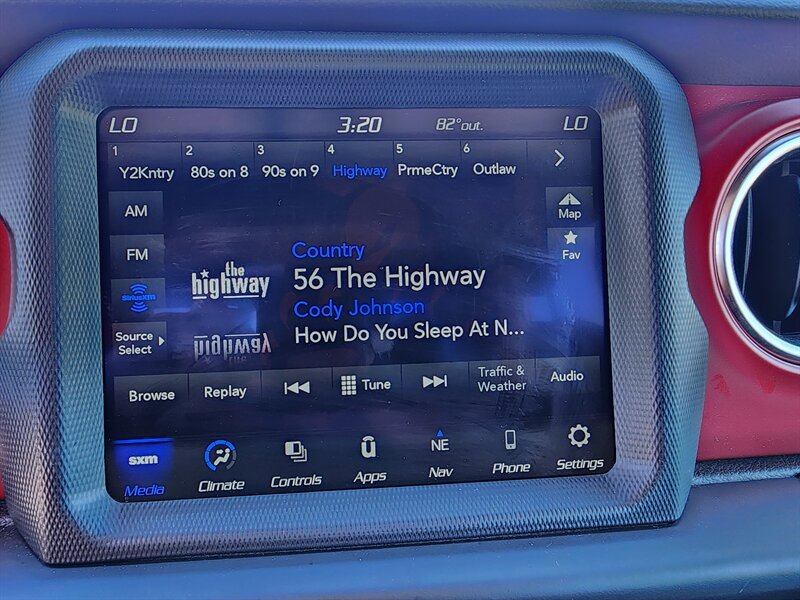 LO 3:20 82°out. LO
1 2 3 4 5 6
Y2Kntry 80s on 8 90s on 9 Highway PrmeCtry Outlaw
AM
Map
FM
Fav
Country
the
highway
56 The Highway
SiriusXM
Cody Johnson
Source
Select
How Do You Sleep At N...
Browse Replay Tune Traffic &
Weather
Audio
sxm
Media
Climate
Controls
ū
Apps
NE
Nav
Phone
Settings